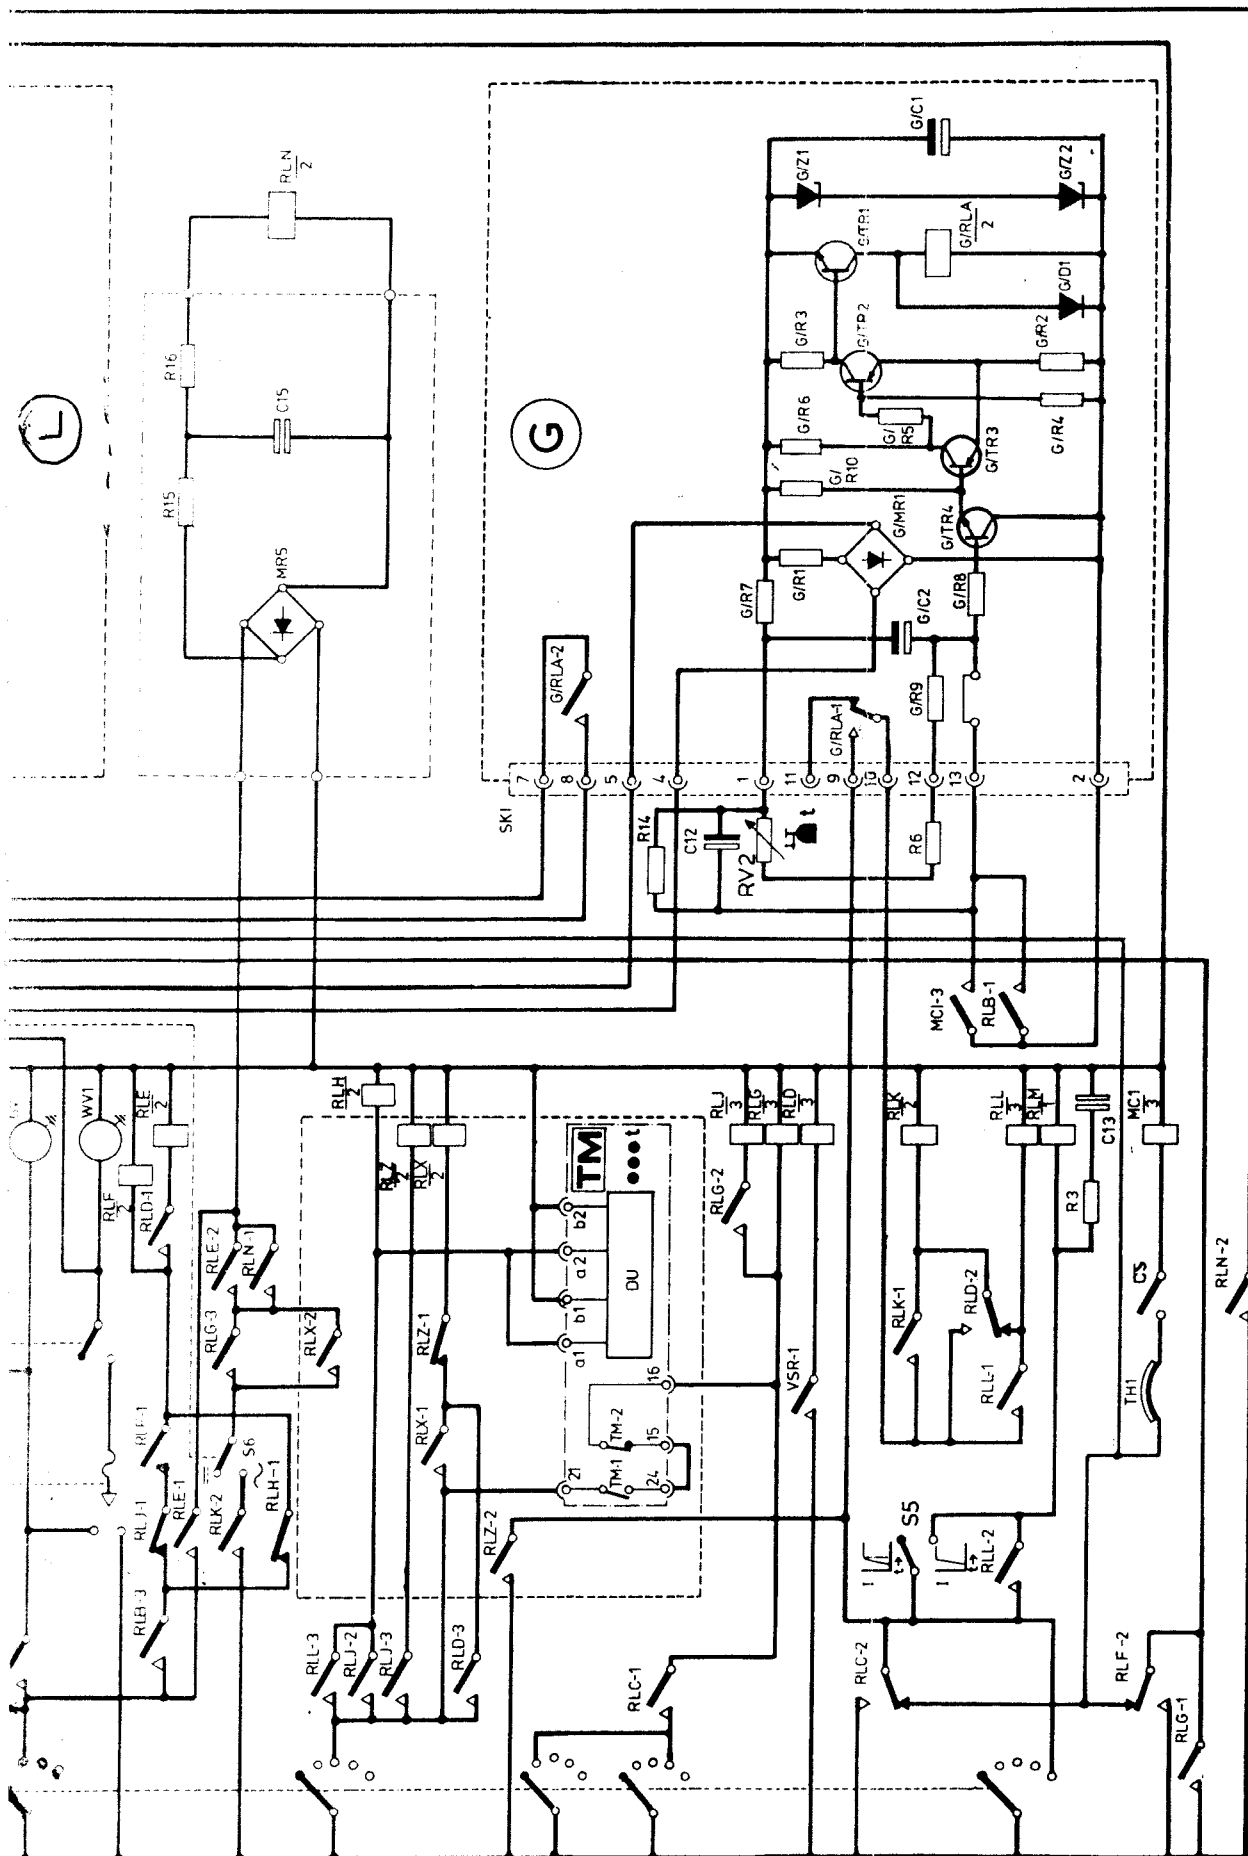 L
RLN
2
R16
C15
R15
MR5
G
G/C1
G/Z1
G/Z2
G/TR1
G/RLA
2
G/D1
G/R3
G/TR2
G/R2
G/R6
G/
R5
G/R4
G/
R10
G/TR3
G/MR1
G/TR4
G/R1
G/R7
G/C2
G/R8
G/R9
G/RLA-2
G/RLA-1
SKI
7
8
5
4
1
11
9
10
12
13
2
R14
C12
RV2
t
R6
MCI-3
RLB-1
WV1
RLE
2
RLF
2
RLD-1
RLH
2
RLZ
2
RLX
2
TM
t
b2
a2
b1
a1
DU
RLJ
3
RLG
3
RLD
3
RLG-2
RLK
2
RLL
3
RLM
1
C13
R3
MC1
3
CS
RLN-2
RLE-2
RLN-1
RLG-3
RLX-2
RLZ-1
RLX-1
16
TM-2
15
21
TM-1
24
VSR-1
RLK-1
RLD-2
RLL-1
TH1
S6
RLJ-1
RLE-1
RLK-2
RLH-1
RLB-3
RLZ-2
S5
I
t
I
t
RLL-2
RLL-3
RLJ-2
RLJ-3
RLD-3
RLC-1
RLC-2
RLF-2
RLG-1